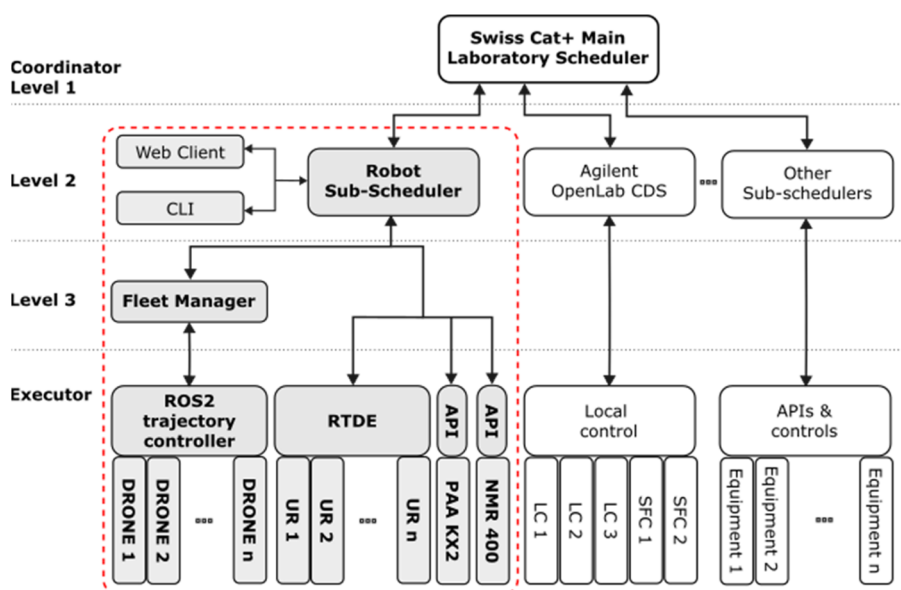 Swiss Cat+ Main
Laboratory Scheduler
Coordinator
Level 1
Level 2
Web Client
CLI
Robot
Sub-Scheduler
Agilent
OpenLab CDS
Other
Sub-schedulers
Level 3
Fleet Manager
Executor
ROS2
trajectory
controller
RTDE
API
API
Local
control
APIs &
controls
DRONE 1
DRONE 2
DRONE n
UR 1
UR 2
UR n
PAA KX2
NMR 400
LC 1
LC 2
LC 3
SFC 1
SFC 2
Equipment 1
Equipment 2
Equipment n